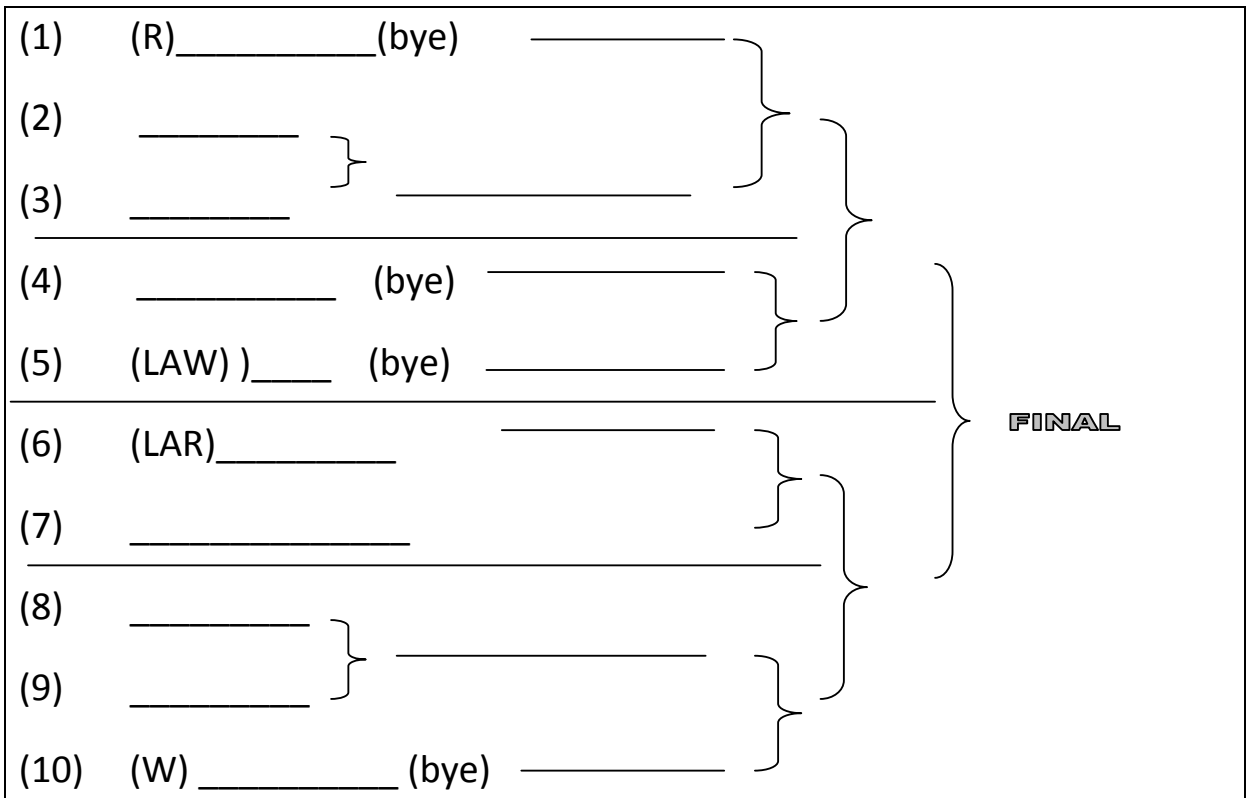 (1) (R)__________(bye)
(2) ________
(3) ________
(4) __________ (bye)
(5) (LAW) )____ (bye)
FINAL
(6) (LAR)_________
(7) ______________
(8) _________
(9) _________
(10) (W) __________ (bye)